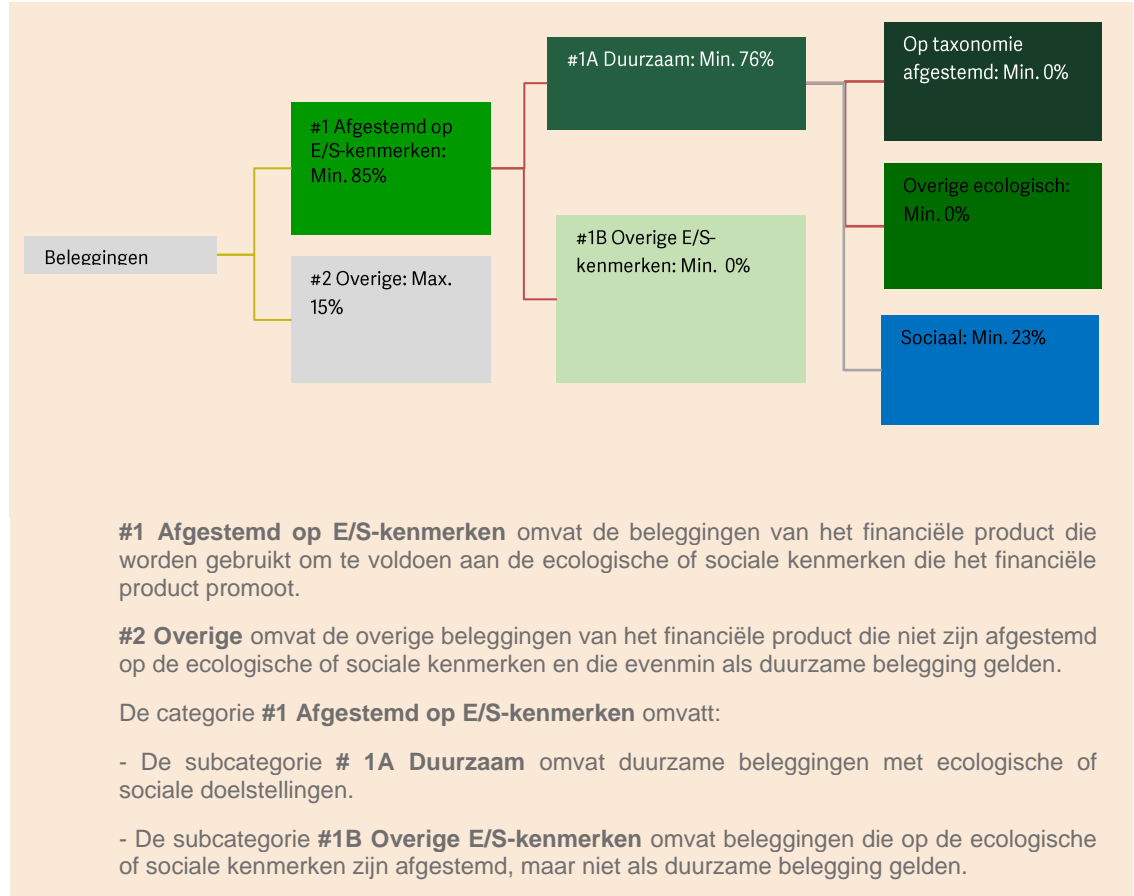 Beleggingen
#1 Afgestemd op
E/S-kenmerken:
Min. 85%
#2 Overige: Max.
15%
#1A Duurzaam: Min. 76%
#1B Overige E/S-
kenmerken: Min. 0%
Op taxonomie
afgestemd: Min. 0%
Overige ecologisch:
Min. 0%
Sociaal: Min. 23%
#1 Afgestemd op E/S-kenmerken omvat de beleggingen van het financiële product die
worden gebruikt om te voldoen aan de ecologische of sociale kenmerken die het financiële
product promoot.
#2 Overige omvat de overige beleggingen van het financiële product die niet zijn afgestemd
op de ecologische of sociale kenmerken en die evenmin als duurzame belegging gelden.
De categorie #1 Afgestemd op E/S-kenmerken omvatt:
- De subcategorie # 1A Duurzaam omvat duurzame beleggingen met ecologische of
sociale doelstellingen.
- De subcategorie #1B Overige E/S-kenmerken omvat beleggingen die op de ecologische
of sociale kenmerken zijn afgestemd, maar niet als duurzame belegging gelden.